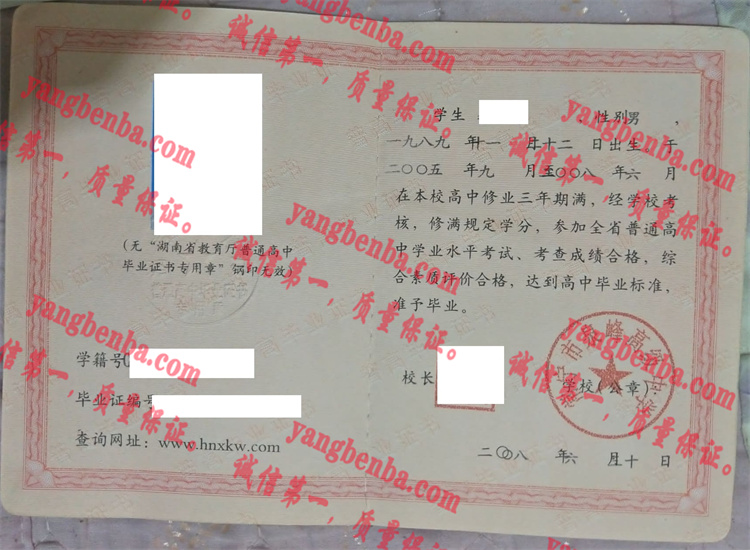 (无“湖南省教育厅普通高中
毕业证书专用章”钢印无效)
学籍号
毕业证编号
查询网址：www.hnxkw.com
学生 ，性别男 ，
一九八九 年十一 月十二 日出生 于
二〇〇五 年九 月至 〇〇八 年六 月
在本校高中修业三年期满，经学校考
核，修满规定学分，参加全省普通高
中学业水平考试、考查成绩合格，综
合素质评价合格，达到高中毕业标准，
准予毕业。
校长
学校(公章)：
二〇〇八 年六 月十 日
yangbenba.com
诚信第一，质量保证。